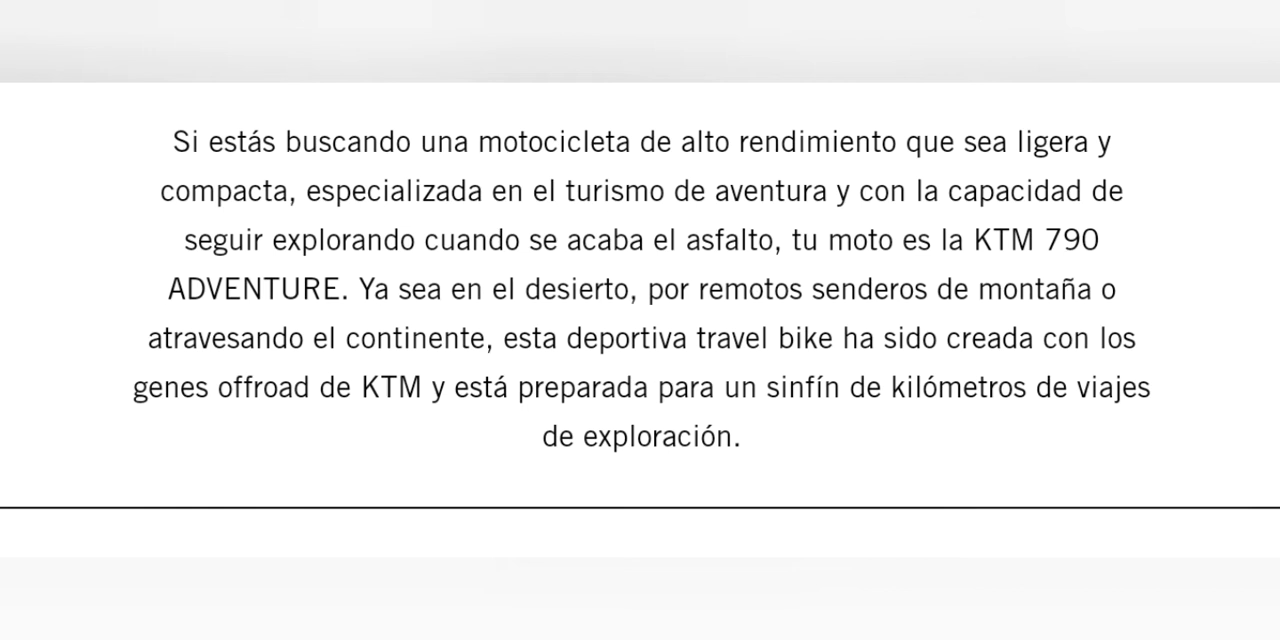 Si estás buscando una motocicleta de alto rendimiento que sea ligera y
compacta, especializada en el turismo de aventura y con la capacidad de
seguir explorando cuando se acaba el asfalto, tu moto es la KTM 790
ADVENTURE. Ya sea en el desierto, por remotos senderos de montaña o
atravesando el continente, esta deportiva travel bike ha sido creada con los
genes offroad de KTM y está preparada para un sinfín de kilómetros de viajes
de exploración.